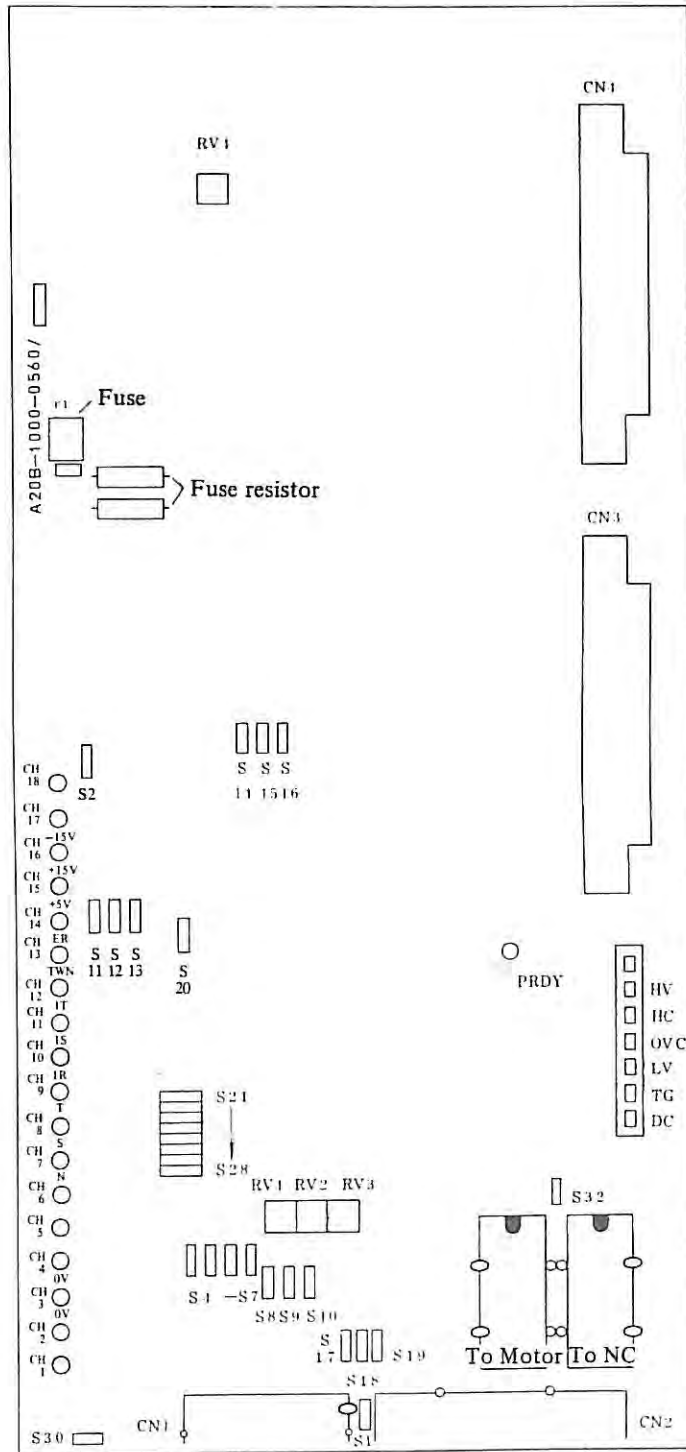 CN4
RV4
A20B-1000-0560/
F1
Fuse
Fuse resistor
CN3
CH 18
S2
S 14
S 15
S 16
CH 17
-15V
CH 16
+15V
CH 15
+5V
CH 14
ER
CH 13
S 11
S 12
S 13
S 20
PRDY
TWN
CH 12
HV
IT
CH 11
HC
IS
CH 10
OVC
IR
CH 9
LV
T
CH 8
TG
DC
S21
S
CH 7
S28
N
CH 6
RV1 RV2 RV3
S32
CH 5
CH 4
0V
S4 -S7
CH 3
S8 S9 S10
0V
CH 2
S 17
S19
To Motor To NC
CH 1
S18
CN1
S1
CN2
S30